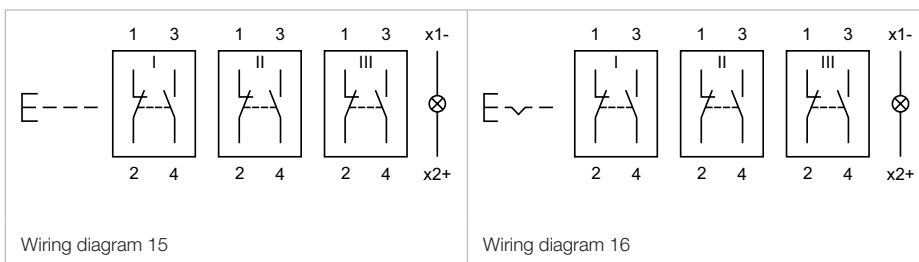 1 3 1 3 1 3 x1-
I II III
2 4 2 4 2 4 x2+
Wiring diagram 15
1 3 1 3 1 3 x1-
I II III
2 4 2 4 2 4 x2+
Wiring diagram 16